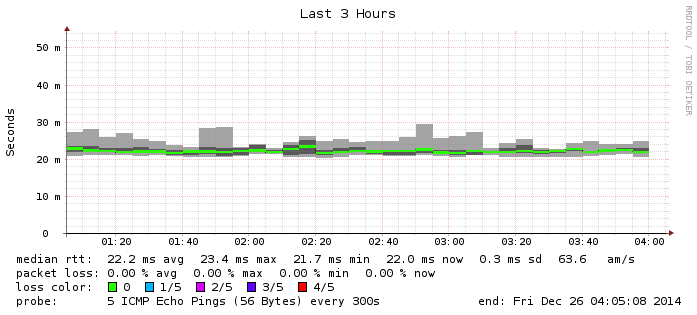 Last 3 Hours
RRDTOOL / TOBI OETIKER
Seconds
50 m
40 m
30 m
20 m
10 m
0
01:20 01:40 02:00 02:20 02:40 03:00 03:20 03:40 04:00
median rtt: 22.2 ms avg 23.4 ms max 21.7 ms min 22.0 ms now 0.3 ms sd 63.6 am/s
packet loss: 0.00 % avg 0.00 % max 0.00 % min 0.00 % now
loss color: 0 1/5 2/5 3/5 4/5
probe: 5 ICMP Echo Pings (56 Bytes) every 300s end: Fri Dec 26 04:05:08 2014